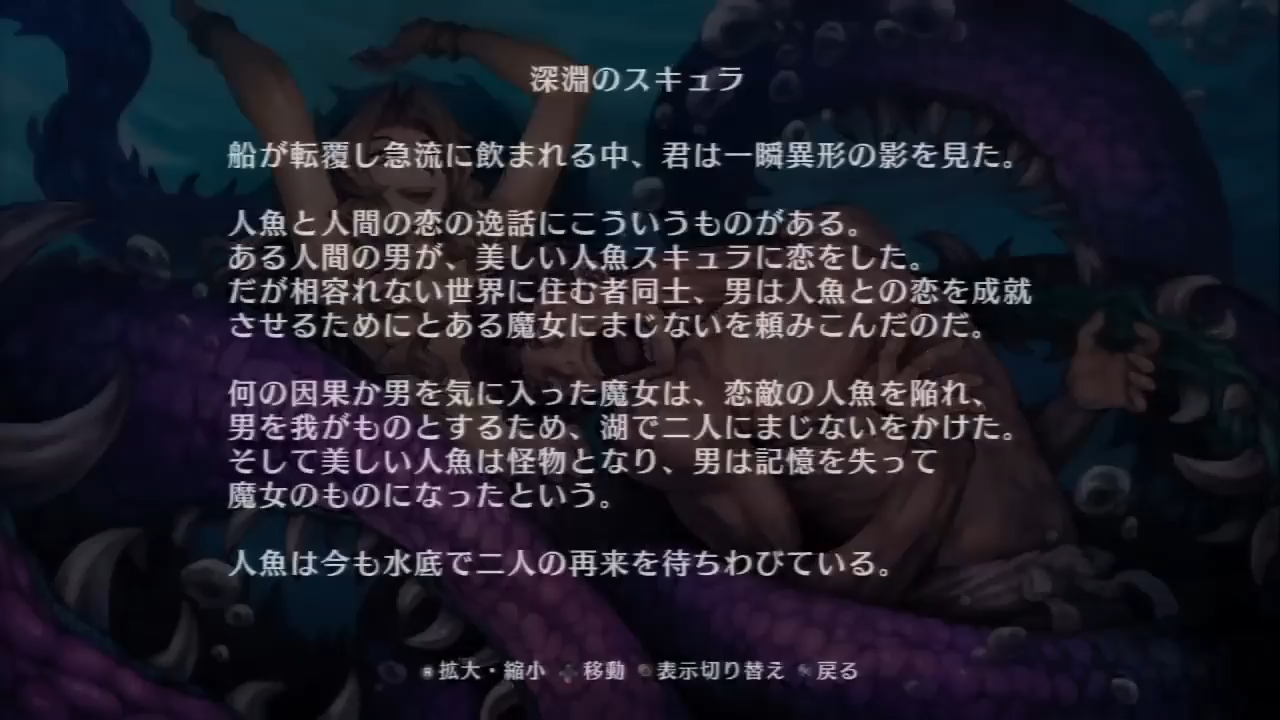 深淵のスキュラ
船が転覆し急流に飲まれる中、君は一瞬異形の影を見た。
人魚と人間の恋の逸話にこういうものがある。
ある人間の男が、美しい人魚スキュラに恋をした。
だが相容れない世界に住む者同士、男は人魚との恋を成就
させるためにとある魔女にまじないを頼みこんだのだ。
何の因果か男を気に入った魔女は、恋敵の人魚を陥れ、
男を我がものとするため、湖で二人にまじないをかけた。
そして美しい人魚は怪物となり、男は記憶を失って
魔女のものになったという。
人魚は今も水底で二人の再来を待ちわびている。
拡大・縮小 移動 表示切り替え 戻る